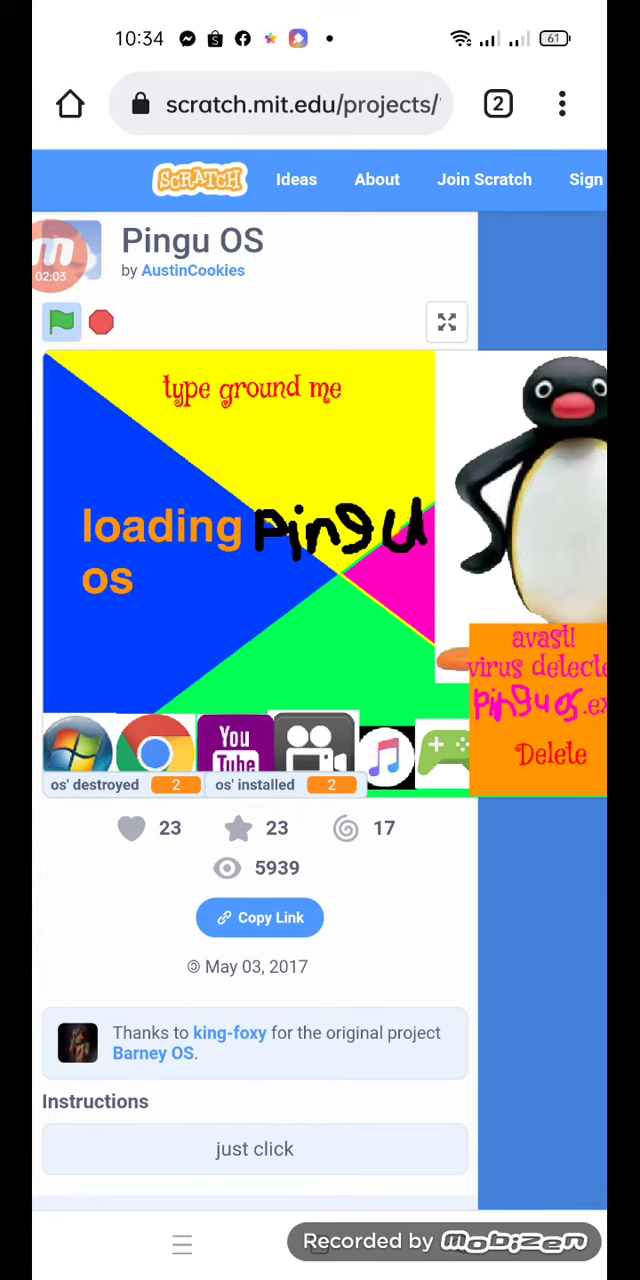 10:34
61
scratch.mit.edu/projects/
2
SCRATCH
Ideas
About
Join Scratch
Sign
m
02:03
Pingu OS
by AustinCookies
type ground me
loading pingu
os
avast!
virus detecte
pinguos.ex
Delete
You
Tube
os' destroyed 2
os' installed 2
23
23
17
5939
Copy Link
May 03, 2017
Thanks to king-foxy for the original project
Barney OS.
Instructions
just click
Recorded by mobizen